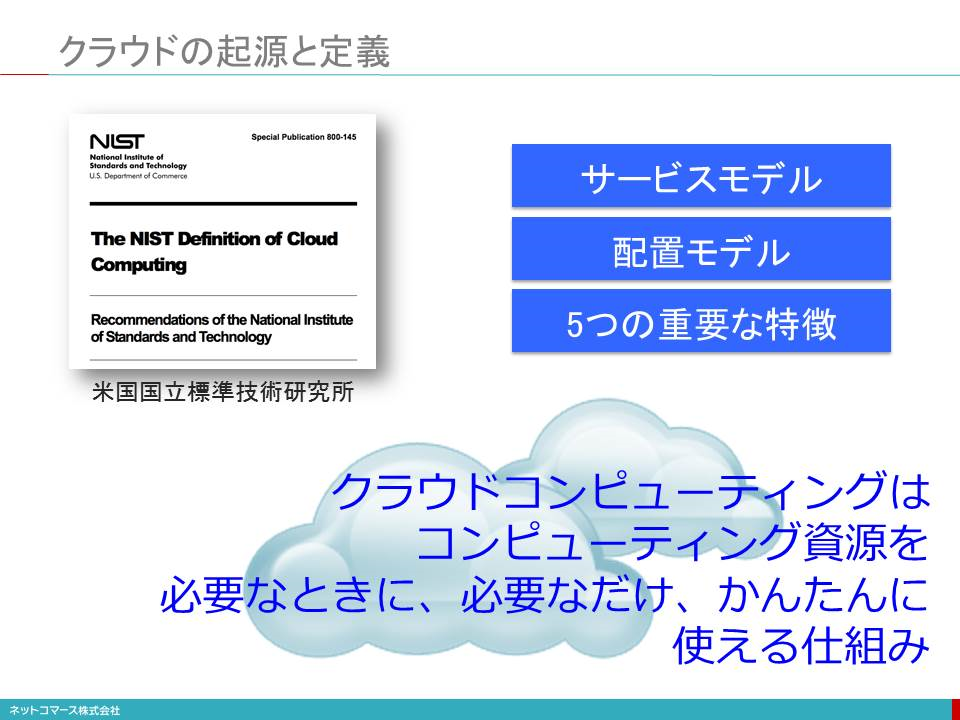 クラウドの起源と定義
NIST
National Institute of
Standards and Technology
U.S. Department of Commerce
Special Publication 800-145
The NIST Definition of Cloud
Computing
Recommendations of the National Institute
of Standards and Technology
米国国立標準技術研究所
サービスモデル
配置モデル
5つの重要な特徴
クラウドコンピューティングは
コンピューティング資源を
必要なときに、必要なだけ、かんたんに
使える仕組み
ネットコマース株式会社